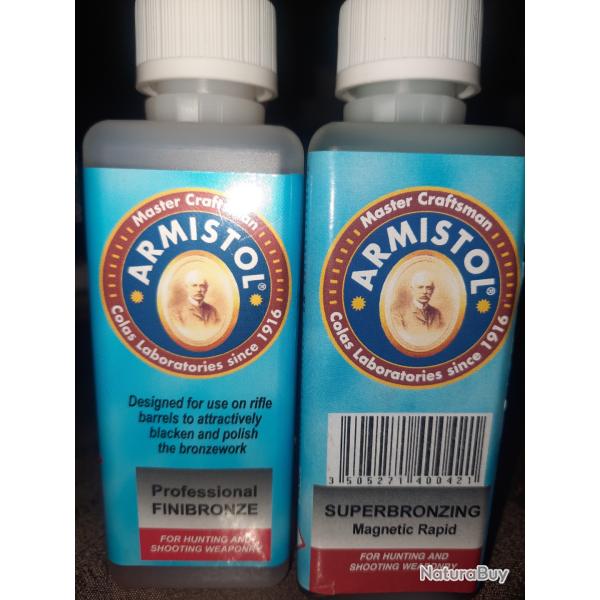 Master Craftsman
ARMISTOL®
Colas Laboratories since 1916
Designed for use on rifle
barrels to attractively
blacken and polish
the bronzework
Professional
FINIBRONZE
FOR HUNTING AND
SHOOTING WEAPONRY
Master Craftsman
ARMISTOL®
Colas Laboratories since 1916
3 505271 400421
SUPERBRONZING
Magnetic Rapid
FOR HUNTING AND
SHOOTING WEAPONRY
NaturaBuy